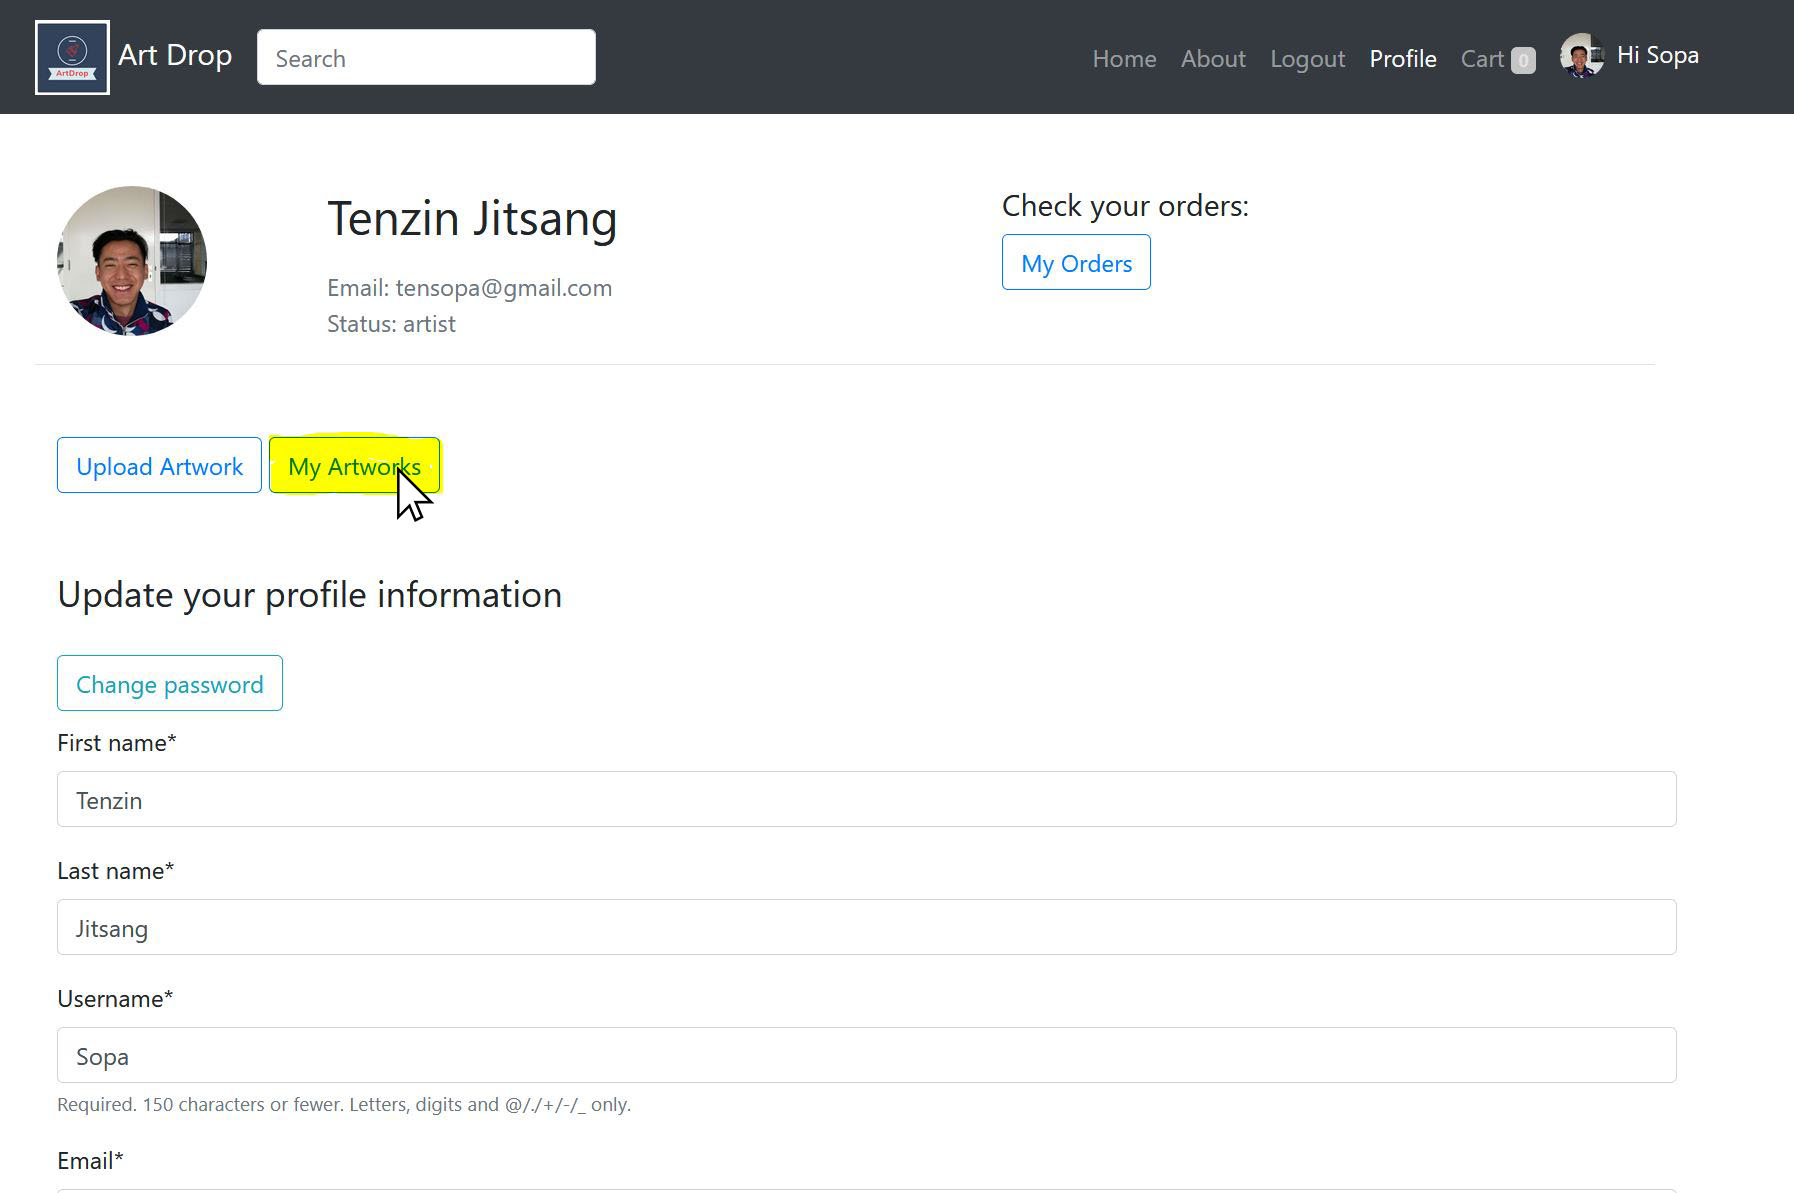 ArtDrop
Art Drop
Search
Home
About
Logout
Profile
Cart 0
Hi Sopa
Tenzin Jitsang
Email: tensopa@gmail.com
Status: artist
Check your orders:
My Orders
Upload Artwork
My Artworks
Update your profile information
Change password
First name*
Tenzin
Last name*
Jitsang
Username*
Sopa
Required. 150 characters or fewer. Letters, digits and @/./+/-/_ only.
Email*